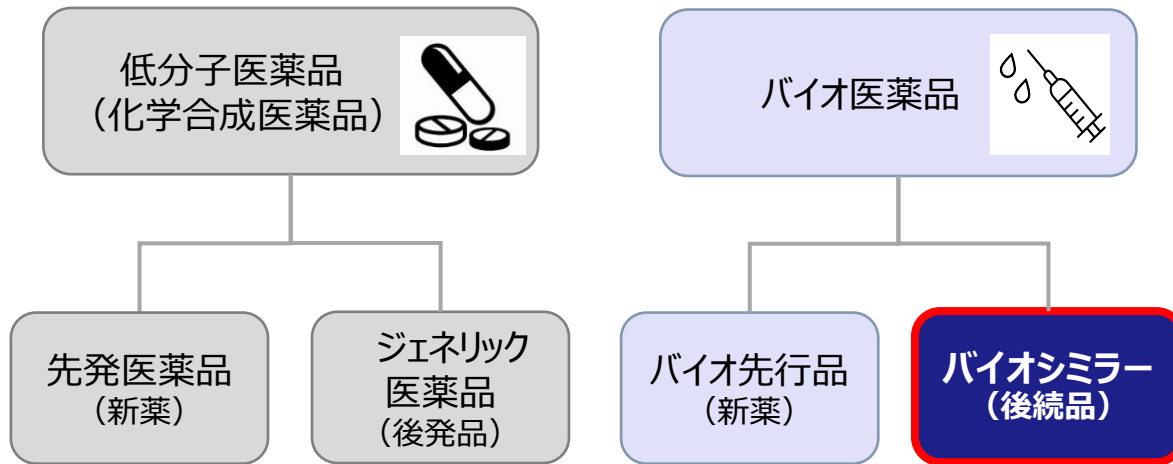 低分子医薬品
（化学合成医薬品）
バイオ医薬品
先発医薬品
（新薬）
ジェネリック
医薬品
（後発品）
バイオ先行品
（新薬）
バイオシミラー
（後続品）